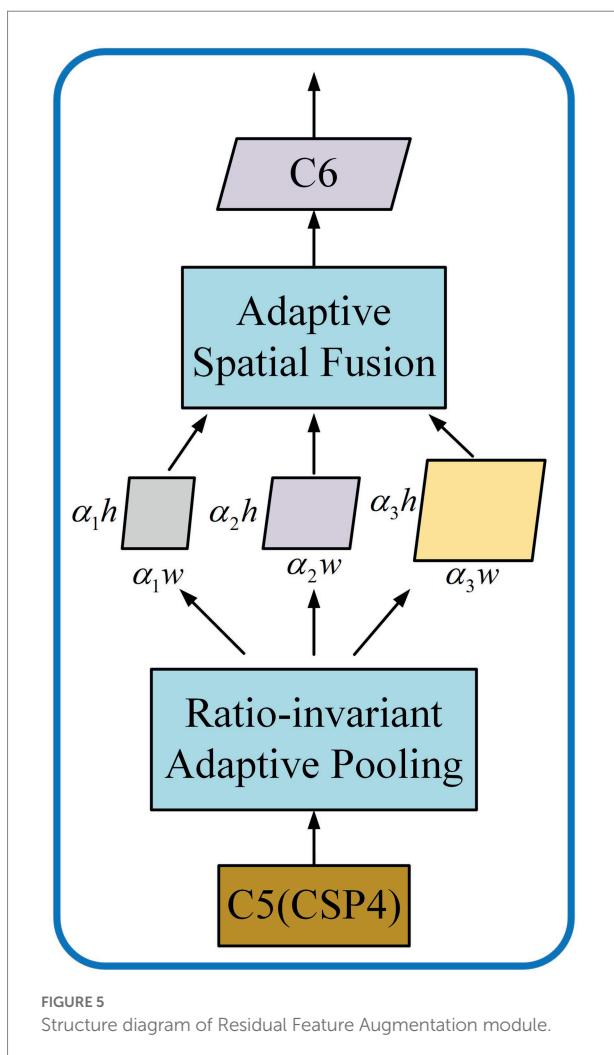 C6
Adaptive
Spatial Fusion
α₁h
α₁w
α₂h
α₂w
α₃h
α₃w
Ratio-invariant
Adaptive Pooling
C5(CSP4)
FIGURE 5
Structure diagram of Residual Feature Augmentation module.